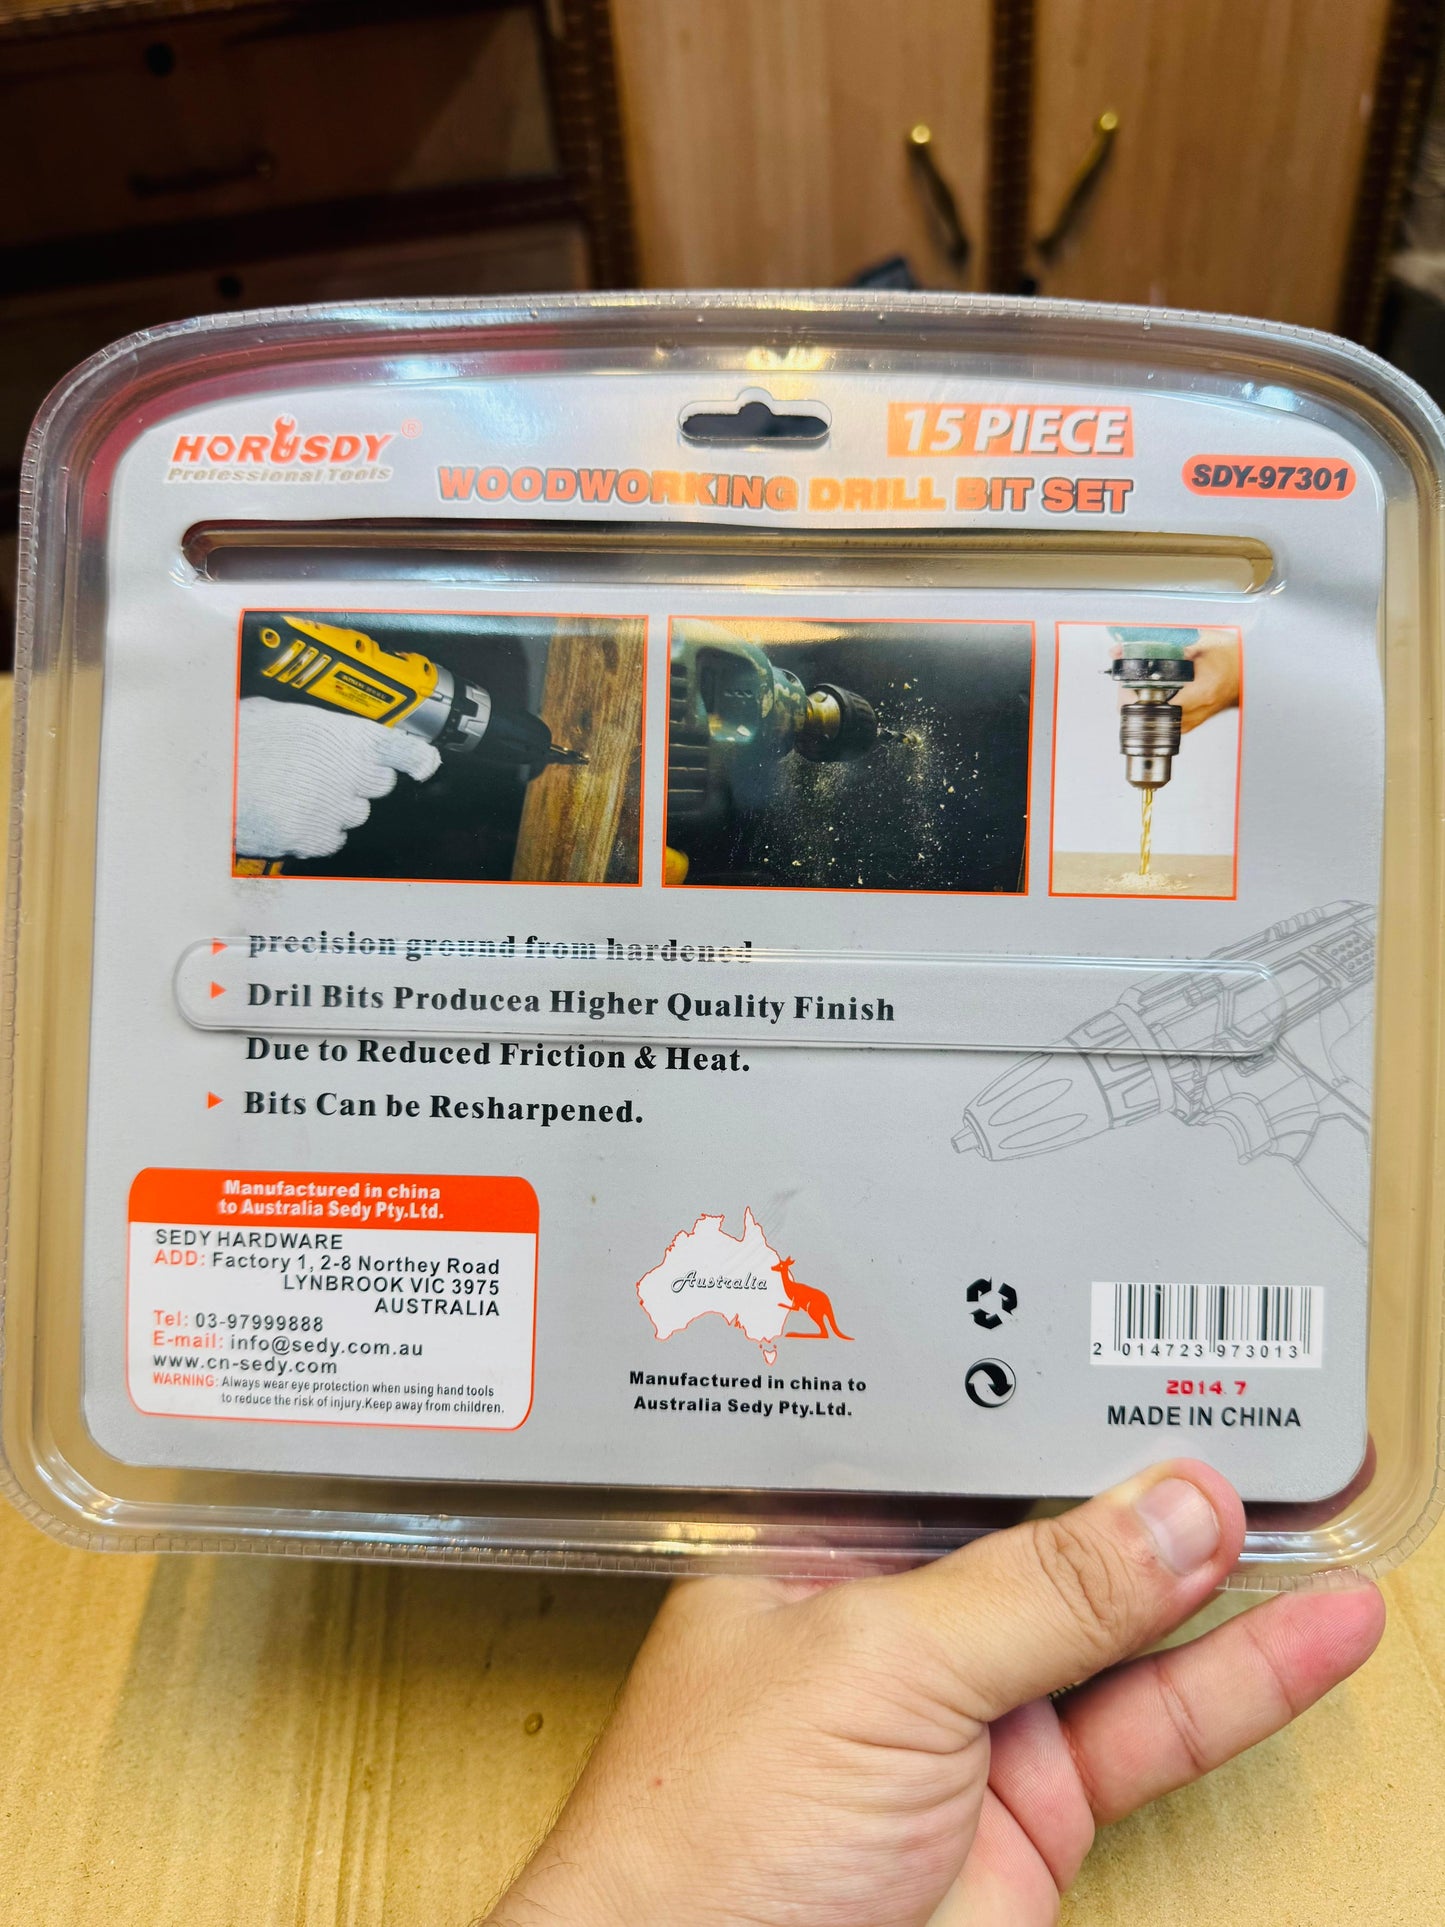 HORUSDY®
Professional Tools
15 PIECE
WOODWORKING DRILL BIT SET
SDY-97301
precision ground from hardened
Dril Bits Producea Higher Quality Finish
Due to Reduced Friction & Heat.
Bits Can be Resharpened.
Manufactured in china
to Australia Sedy Pty.Ltd.
SEDY HARDWARE
ADD: Factory 1, 2-8 Northey Road
LYNBROOK VIC 3975
AUSTRALIA
Tel: 03-97999888
E-mail: info@sedy.com.au
www.cn-sedy.com
WARNING: Always wear eye protection when using hand tools
to reduce the risk of injury.Keep away from children.
Australia
Manufactured in china to
Australia Sedy Pty.Ltd.
2 014723 973013
2014.7
MADE IN CHINA